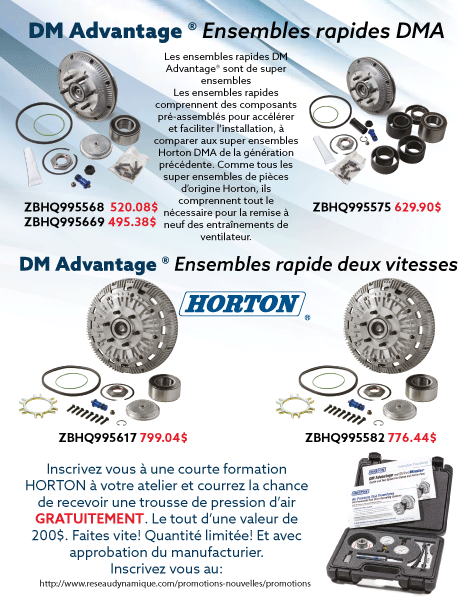 DM Advantage ® Ensembles rapides DMA
Les ensembles rapides DM
Advantage® sont de super
ensembles
Les ensembles rapides
comprennent des composants
pré-assemblés pour accélérer
et faciliter l'installation, à
comparer aux super ensembles
Horton DMA de la génération
précédente. Comme tous les
super ensembles de pièces
d'origine Horton, ils
comprennent tout le
nécessaire pour la remise à
neuf des entraînements de
ventilateur.
ZBHQ995568 520.08$
ZBHQ995669 495.38$
ZBHQ995575 629.90$
DM Advantage ® Ensembles rapide deux vitesses
HORTON®
ZBHQ995617 799.04$
ZBHQ995582 776.44$
Inscrivez vous à une courte formation
HORTON à votre atelier et courrez la chance
de recevoir une trousse de pression d'air
GRATUITEMENT. Le tout d'une valeur de
200$. Faites vite! Quantité limitée! Et avec
approbation du manufacturier.
Inscrivez vous au:
http://www.reseaudynamique.com/promotions-nouvelles/promotions
HORTON
DM Advantage
HORTON